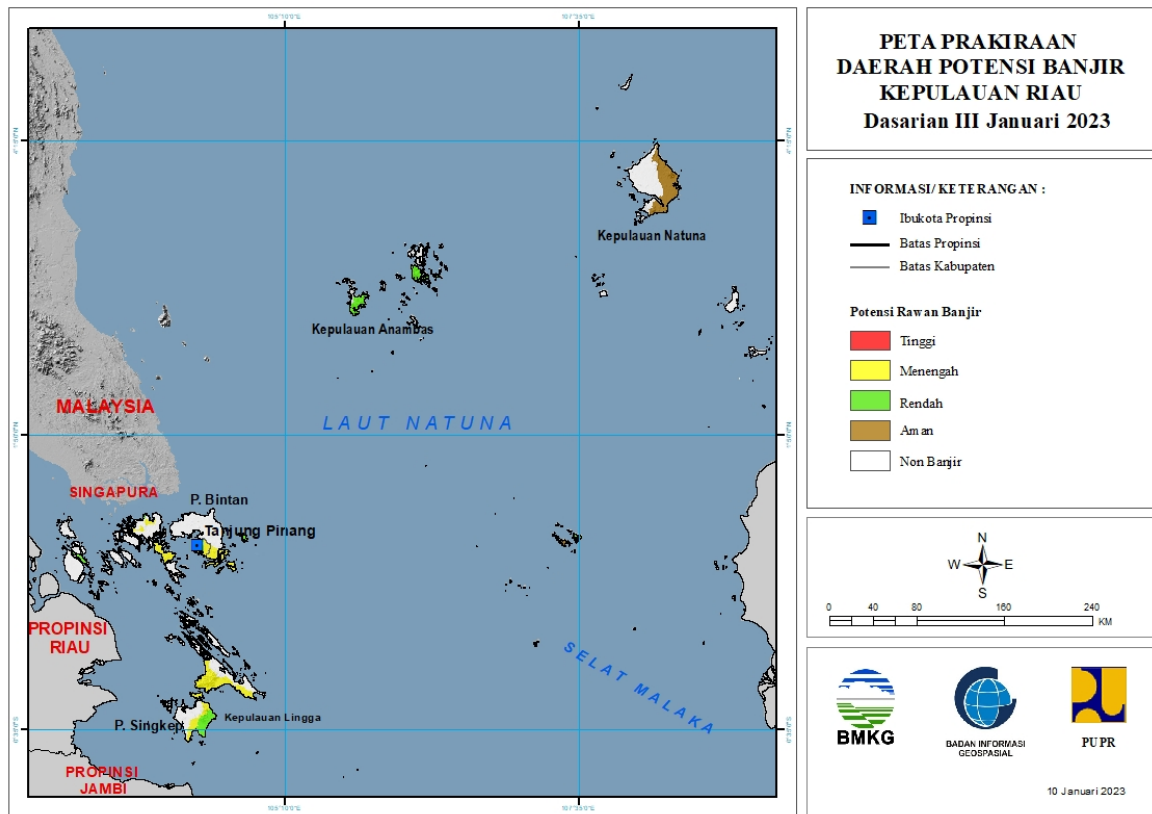 PETA PRAKIRAAN
DAERAH POTENSI BANJIR
KEPULAUAN RIAU
Dasarian III Januari 2023
INFORMASI/ KETERANGAN :
Ibukota Propinsi
Batas Propinsi
Batas Kabupaten
Potensi Rawan Banjir
Tinggi
Menengah
Rendah
Aman
Non Banjir
N
W E
S
0 40 80 160 240
KM
BMKG
BADAN INFORMASI
GEOSPASIAL
PUPR
10 Januari 2023
Kepulauan Natuna
Kepulauan Anambas
MALAYSIA
LAUT NATUNA
SINGAPURA
P. Bintan
Tanjung Pinang
PROPINSI
RIAU
SELAT MALAKA
P. Singkep
Kepulauan Lingga
PROPINSI
JAMBI